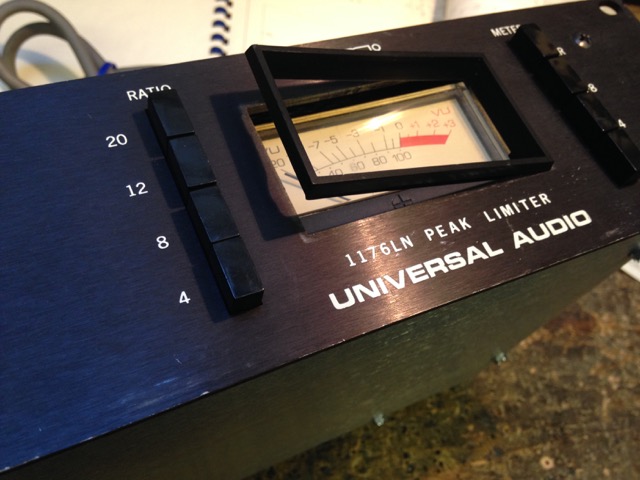 RATIO
METER
20
12
8
4
R
8
4
VU
-7 -5 -3 -1 0 +1 +2 +3
40 60 80 100
1176LN PEAK LIMITER
UNIVERSAL AUDIO